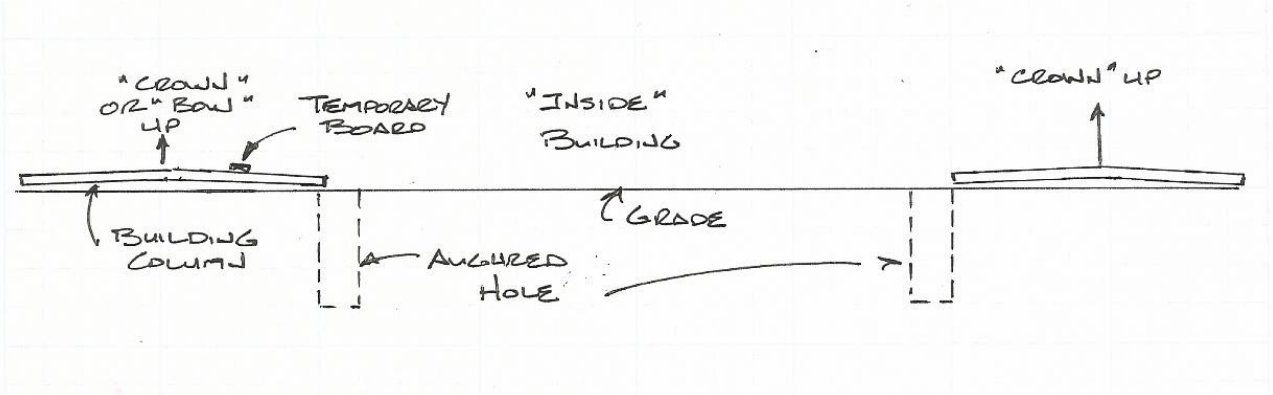 "CROWN"
OR "BOW"
UP
TEMPORARY
BOARD
"INSIDE"
BUILDING
"CROWN" UP
BUILDING
COLUMN
GRADE
AUGURED
HOLE